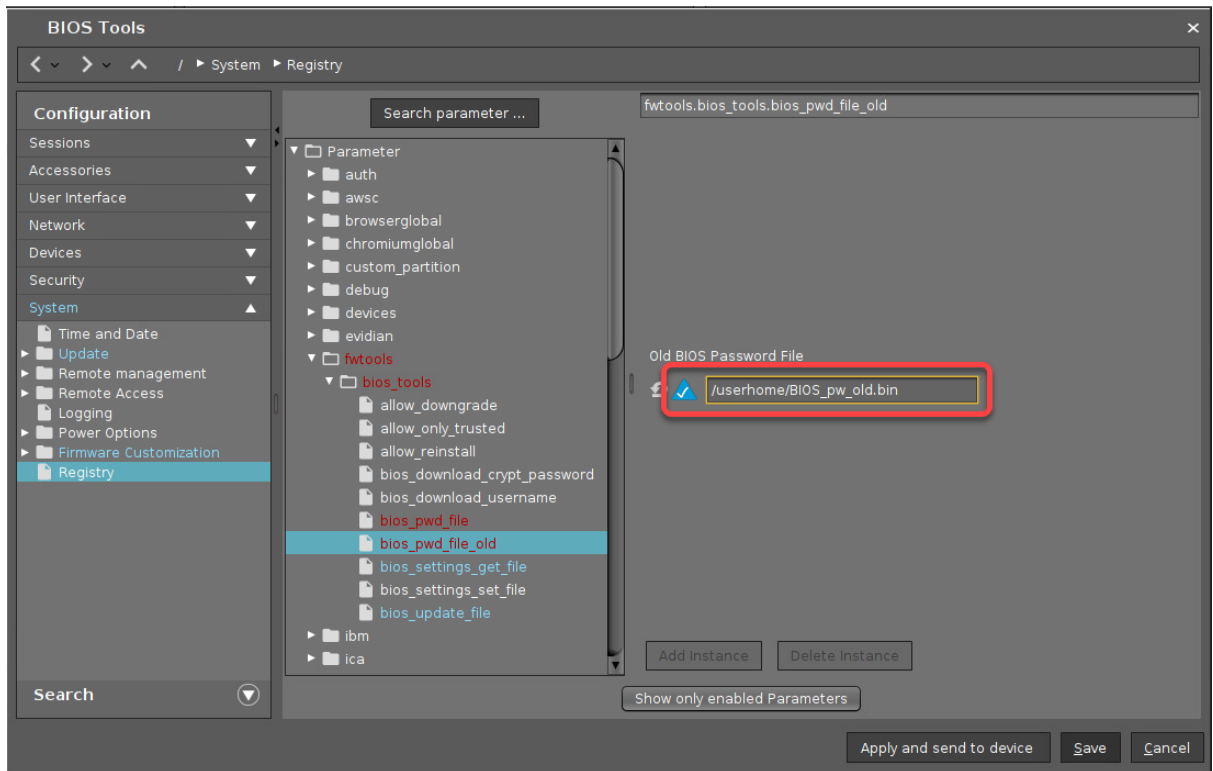 BIOS Tools
/ System Registry
Configuration
Sessions
Accessories
User Interface
Network
Devices
Security
System
Time and Date
Update
Remote management
Remote Access
Logging
Power Options
Firmware Customization
Registry
Search
Search parameter ...
Parameter
auth
awsc
browserglobal
chromiumglobal
custom_partition
debug
devices
evidian
fwtools
bios_tools
allow_downgrade
allow_only_trusted
allow_reinstall
bios_download_crypt_password
bios_download_username
bios_pwd_file
bios_pwd_file_old
bios_settings_get_file
bios_settings_set_file
bios_update_file
ibm
ica
fwtools.bios_tools.bios_pwd_file_old
Old BIOS Password File
/userhome/BIOS_pw_old.bin
Add Instance Delete Instance
Show only enabled Parameters
Apply and send to device Save Cancel